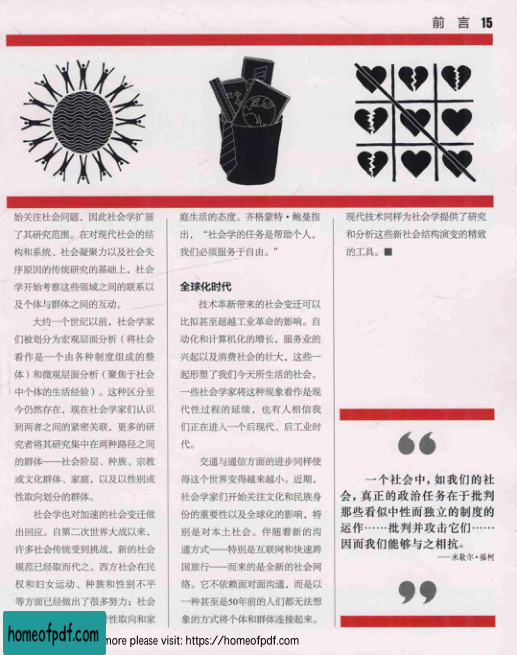 前 言 15
始关注社会问题，因此社会学扩展
了其研究范围。在对现代社会的结
构和系统、社会凝聚力以及社会失
序原因的传统研究的基础上，社会
学开始考察这些领域之间的联系以
及个体与群体之间的互动。
大约一个世纪以前，社会学家
们被划分为宏观层面分析（将社会
看作是一个由各种制度组成的整
体）和微观层面分析（聚焦于社会
中个体的生活经验）。这种区分至
今仍然存在，现在社会学家们认识
到两者之间的紧密关联，更多的研
究者将其研究集中在两种路径之间
的群体——社会阶层、种族、宗教
或文化群体、家庭，以及以性别或
性取向划分的群体。
社会学也对加速的社会变迁做
出回应。自第二次世界大战以来，
许多社会传统受到挑战，新的社会
规范已经取而代之。西方社会在民
权和妇女运动、种族和性别不平
等方面已经做出了很多努力；社会
性取向和家
庭生活的态度。齐格蒙特·鲍曼指
出，“社会学的任务是帮助个人，
我们必须服务于自由。”
全球化时代
技术革新带来的社会变迁可以
比拟甚至超越工业革命的影响。自
动化和计算机化的增长，服务业的
兴起以及消费社会的壮大，这些一
起形塑了我们今天所生活的社会。
一些社会学家将这种现象看作是现
代性过程的延续，也有人相信我
们正在进入一个后现代、后工业时
代。
交通与通信方面的进步同样使
得这个世界变得越来越小。近期，
社会学家们开始关注文化和民族身
份的重要性以及全球化的影响，特
别是对本土社会。伴随着新的沟
通方式——特别是互联网和快速跨
国旅行——而来的是全新的社会网
络。它不依赖面对面沟通，而是以
一种甚至是50年前的人们都无法想
象的方式将个体和群体连接起来。
现代技术同样为社会学提供了研究
和分析这些新社会结构演变的精致
的工具。■
“
一个社会中，如我们的社
会，真正的政治任务在于批判
那些看似中性而独立的制度的
运作……批判并攻击它们……
因而我们能够与之相抗。
——米歇尔·福柯
”
homeofpdf.com
more please visit: https://homeofpdf.com